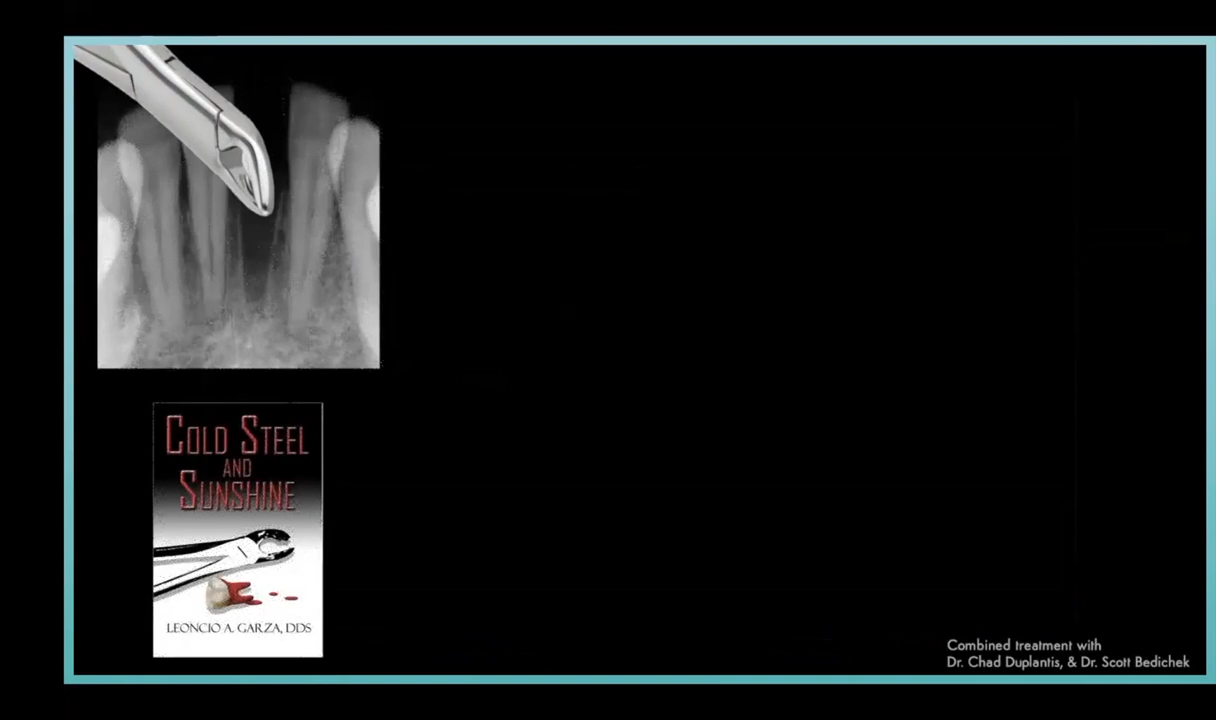 COLD STEEL
AND
SUNSHINE
LEONCIO A. GARZA, DDS
Combined treatment with
Dr. Chad Duplantis, & Dr. Scott Bedichek